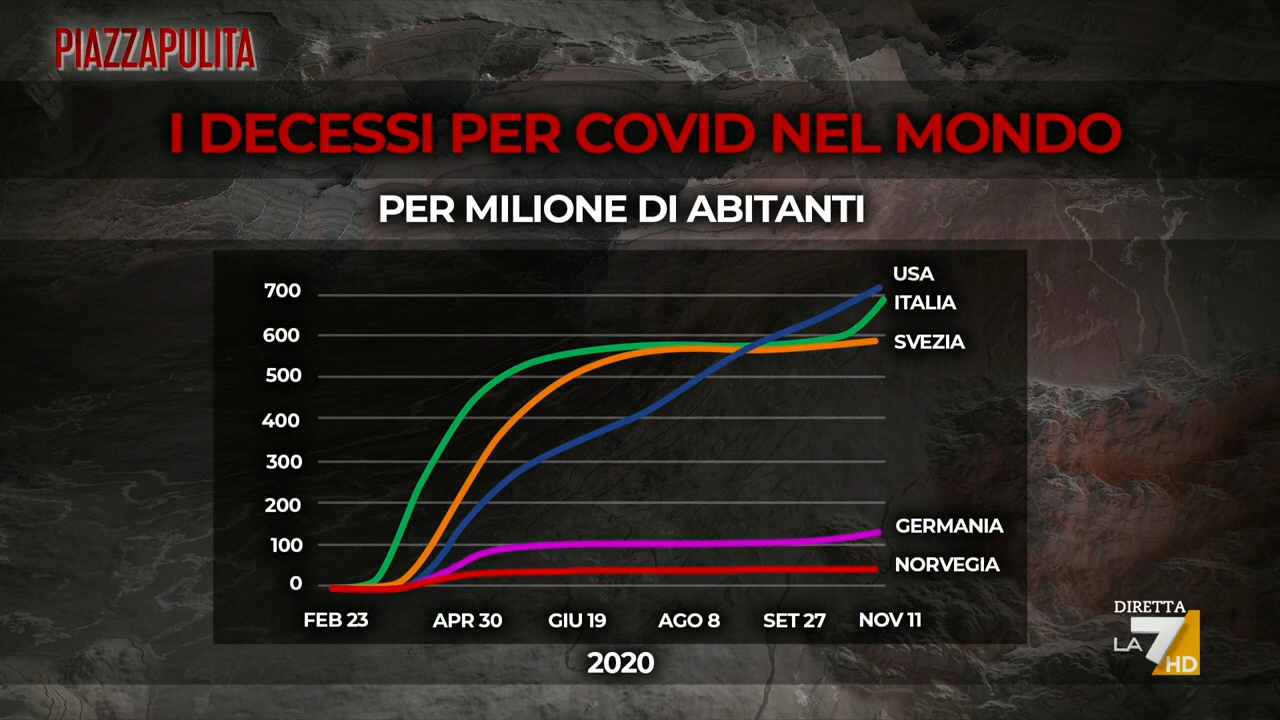 PIAZZAPULITA
I DECESSI PER COVID NEL MONDO
PER MILIONE DI ABITANTI
700
600
500
400
300
200
100
0
USA
ITALIA
SVEZIA
GERMANIA
NORVEGIA
FEB 23 APR 30 GIU 19 AGO 8 SET 27 NOV 11
2020
DIRETTA
LA 7 HD